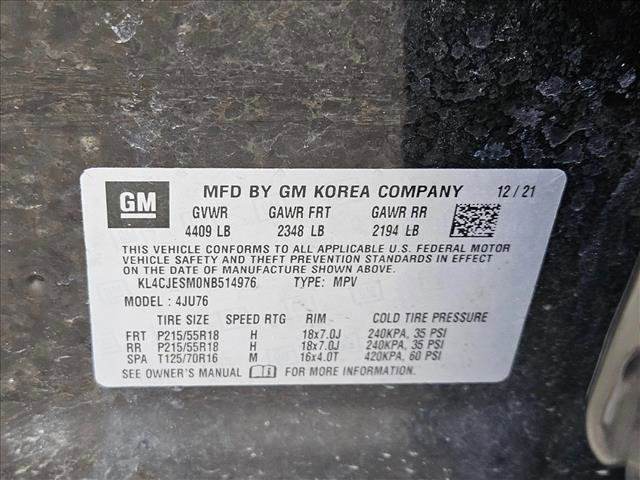 GM MFD BY GM KOREA COMPANY 12/21
GVWR GAWR FRT GAWR RR
4409 LB 2348 LB 2194 LB
THIS VEHICLE CONFORMS TO ALL APPLICABLE U.S. FEDERAL MOTOR
VEHICLE SAFETY AND THEFT PREVENTION STANDARDS IN EFFECT ON
THE DATE OF MANUFACTURE SHOWN ABOVE.
KL4CJESM0NB514976 TYPE: MPV
MODEL: 4JU76
TIRE SIZE SPEED RTG RIM COLD TIRE PRESSURE
FRT P215/55R18 H 18x7.0J 240KPA, 35 PSI
RR P215/55R18 H 18x7.0J 240KPA, 35 PSI
SPA T125/70R16 M 16x4.0T 420KPA, 60 PSI
SEE OWNER'S MANUAL FOR MORE INFORMATION.